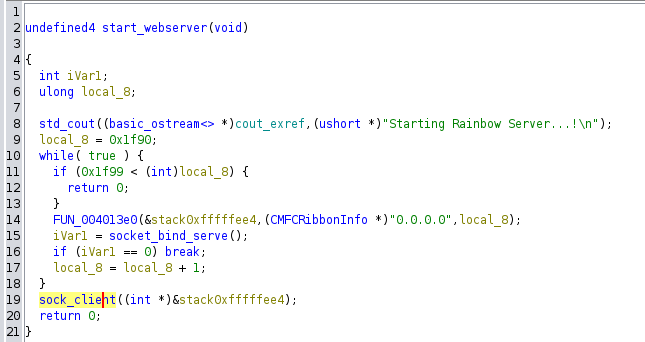 1
2 undefined4 start_webserver(void)
3
4 {
5 int iVar1;
6 ulong local_8;
7
8 std_cout((basic_ostream<> *)cout_exref,(ushort *)"Starting Rainbow Server...!\n");
9 local_8 = 0x1f90;
10 while( true ) {
11 if (0x1f99 < (int)local_8) {
12 return 0;
13 }
14 FUN_004013e0(&stack0xfffffee4,(CMFCRibbonInfo *)"0.0.0.0",local_8);
15 iVar1 = socket_bind_serve();
16 if (iVar1 == 0) break;
17 local_8 = local_8 + 1;
18 }
19 sock_client((int *)&stack0xfffffee4);
20 return 0;
21 }